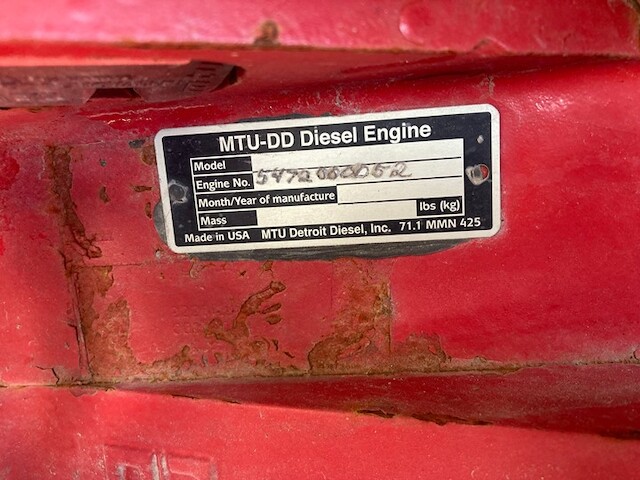 MTU-DD Diesel Engine
Model
Engine No.
Month/Year of manufacture
Mass lbs (kg)
Made in USA MTU Detroit Diesel, Inc. 71.1 MMN 425